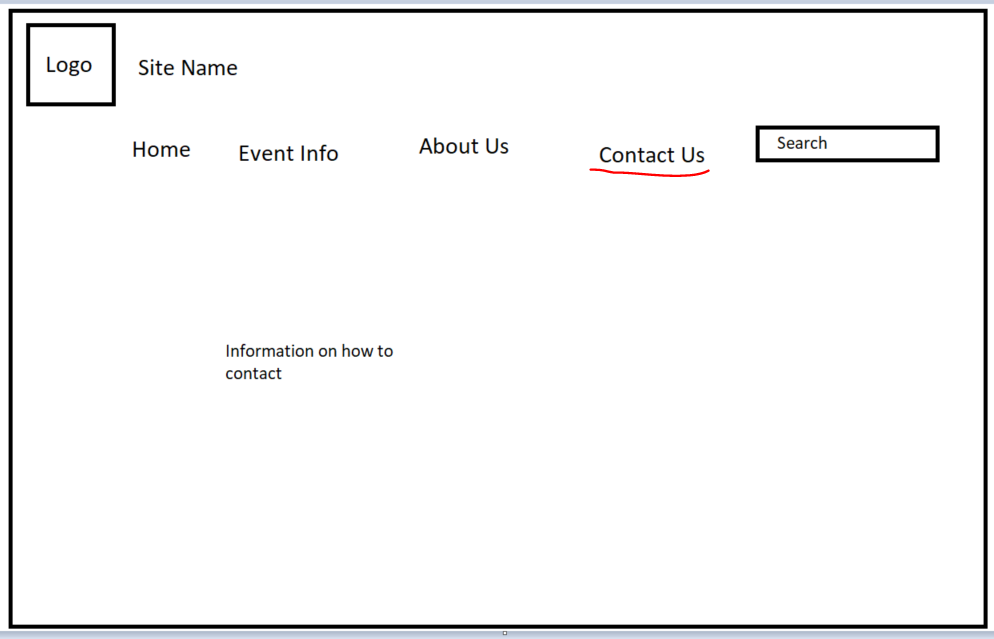 Logo
Site Name
Home
Event Info
About Us
Contact Us
Search
Information on how to
contact